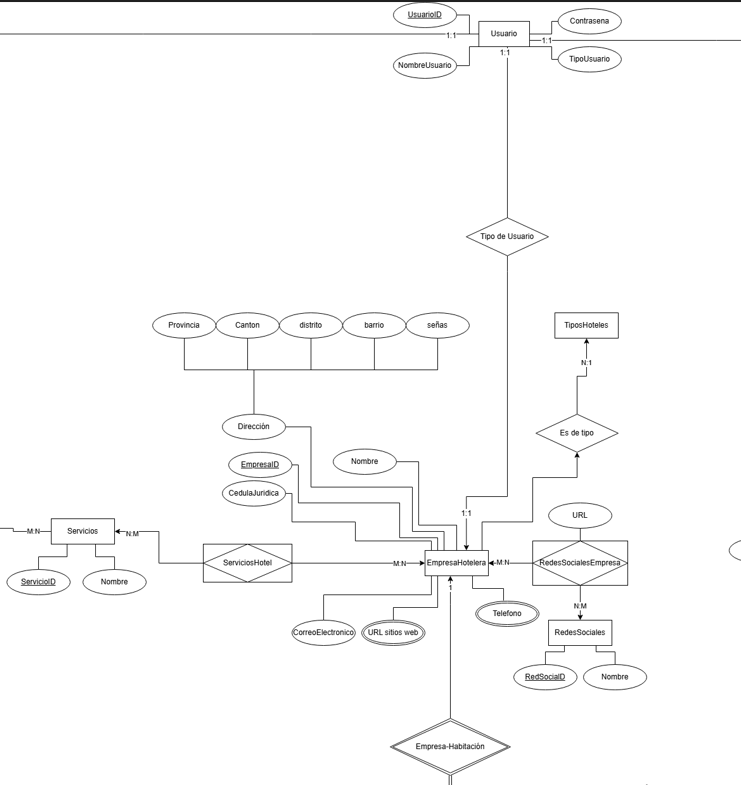 UsuarioID
Usuario
Contrasena
1:1
1:1
1:1
NombreUsuario
TipoUsuario
Tipo de Usuario
Provincia
Canton
distrito
barrio
señas
TiposHoteles
N:1
Dirección
Es de tipo
EmpresaID
Nombre
CedulaJuridica
1:1
URL
M:N
Servicios
N:M
ServiciosHotel
M:N
EmpresaHotelera
M:N
RedesSocialesEmpresa
ServicioID
Nombre
1
Telefono
N:M
CorreoElectronico
URL sitios web
RedesSociales
RedSocialD
Nombre
Empresa-Habitación